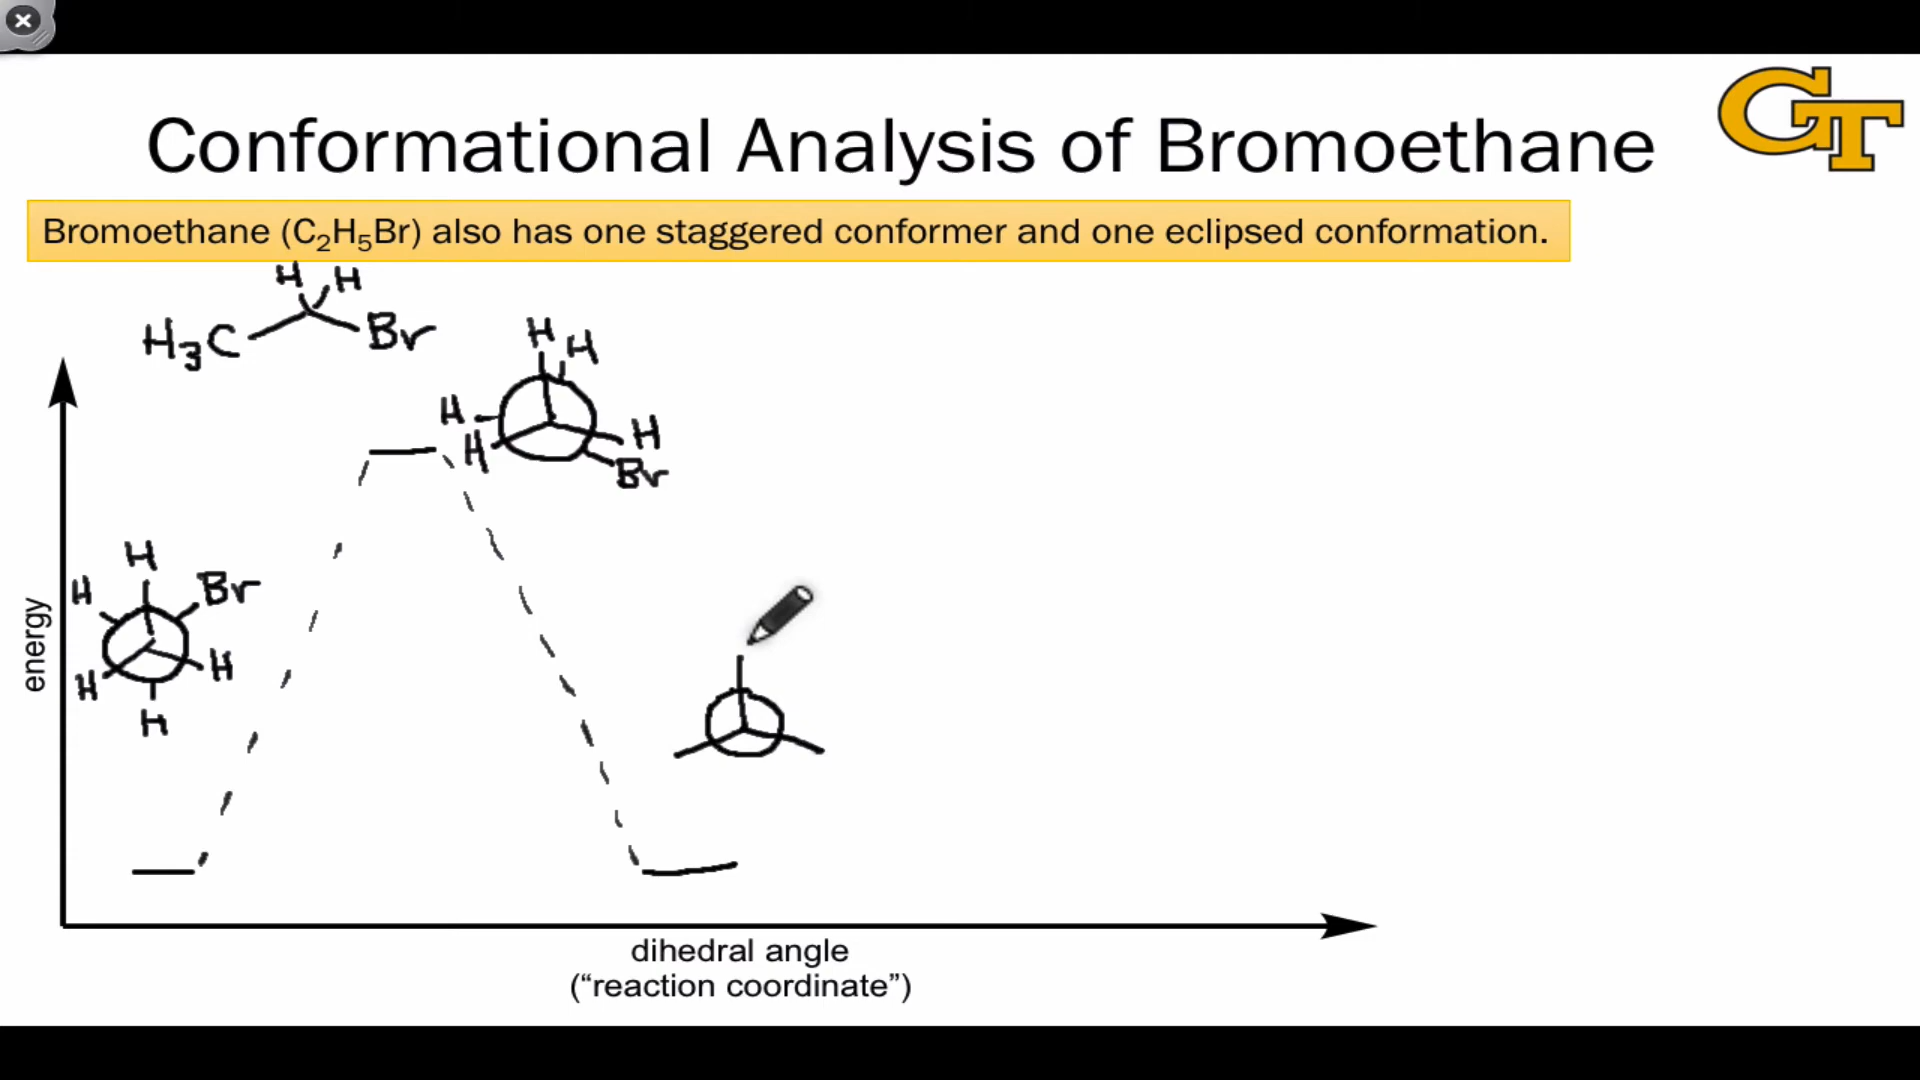 GT
Conformational Analysis of Bromoethane
Bromoethane (C₂H₅Br) also has one staggered conformer and one eclipsed conformation.
H H
H₃C Br
H H
H H
H Br
H
H Br
H H
H
energy
dihedral angle
(“reaction coordinate”)